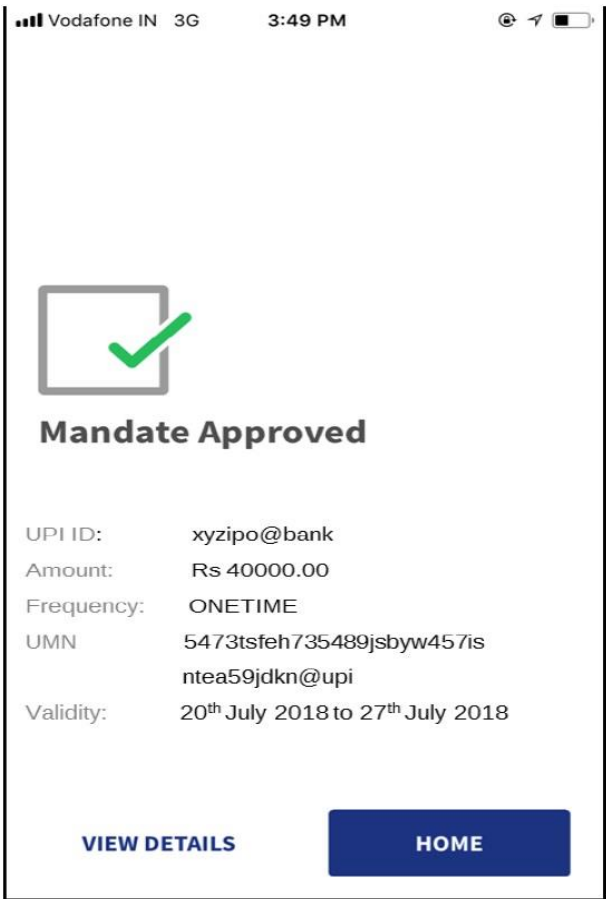 Vodafone IN 3G 3:49 PM
Mandate Approved
UPI ID: xyzipo@bank
Amount: Rs 40000.00
Frequency: ONETIME
UMN 5473tsfeh735489jsbyw457is
ntea59jdkn@upi
Validity: 20th July 2018 to 27th July 2018
VIEW DETAILS HOME